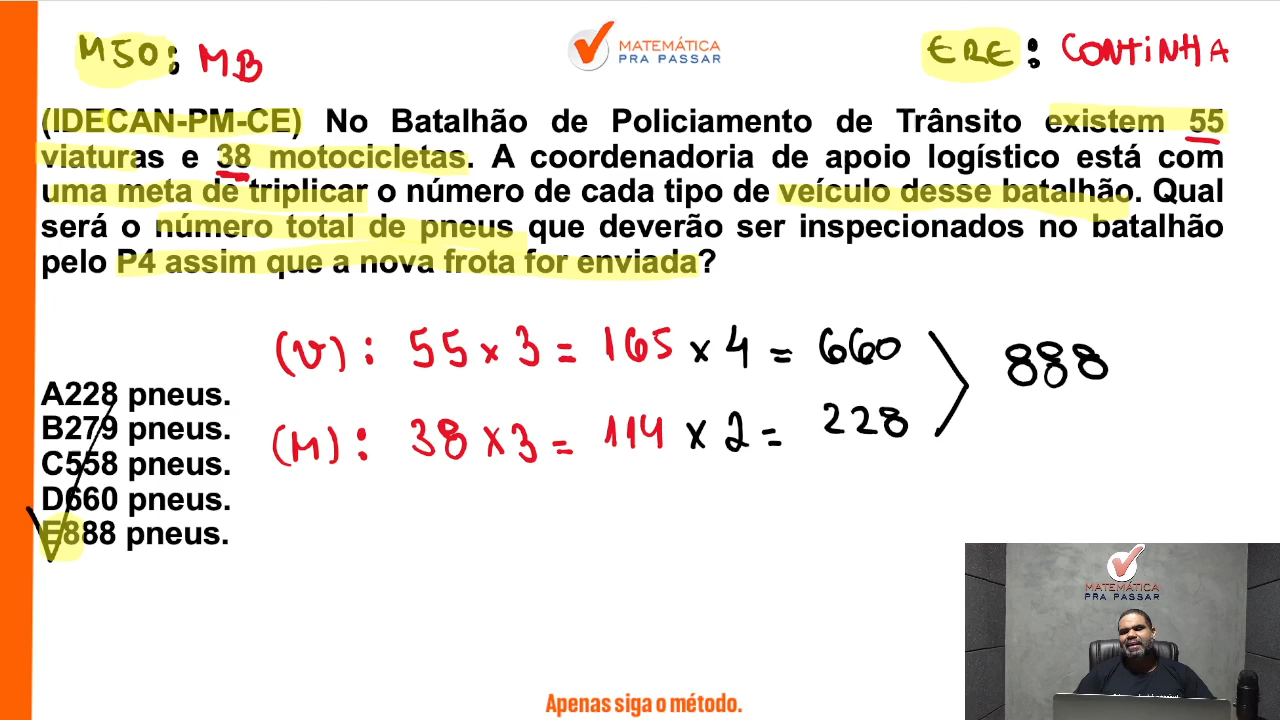 M50: MB
MATEMÁTICA
PRA PASSAR
ERE: CONTINHA
(IDECAN-PM-CE) No Batalhão de Policiamento de Trânsito existem 55
viaturas e 38 motocicletas. A coordenadoria de apoio logístico está com
uma meta de triplicar o número de cada tipo de veículo desse batalhão. Qual
será o número total de pneus que deverão ser inspecionados no batalhão
pelo P4 assim que a nova frota for enviada?
(V): 55 x 3 = 165 x 4 = 660
888
(M): 38 x 3 = 114 x 2 = 228
A228 pneus.
B279 pneus.
C558 pneus.
D660 pneus.
E888 pneus.
MATEMÁTICA
PRA PASSAR
Apenas siga o método.